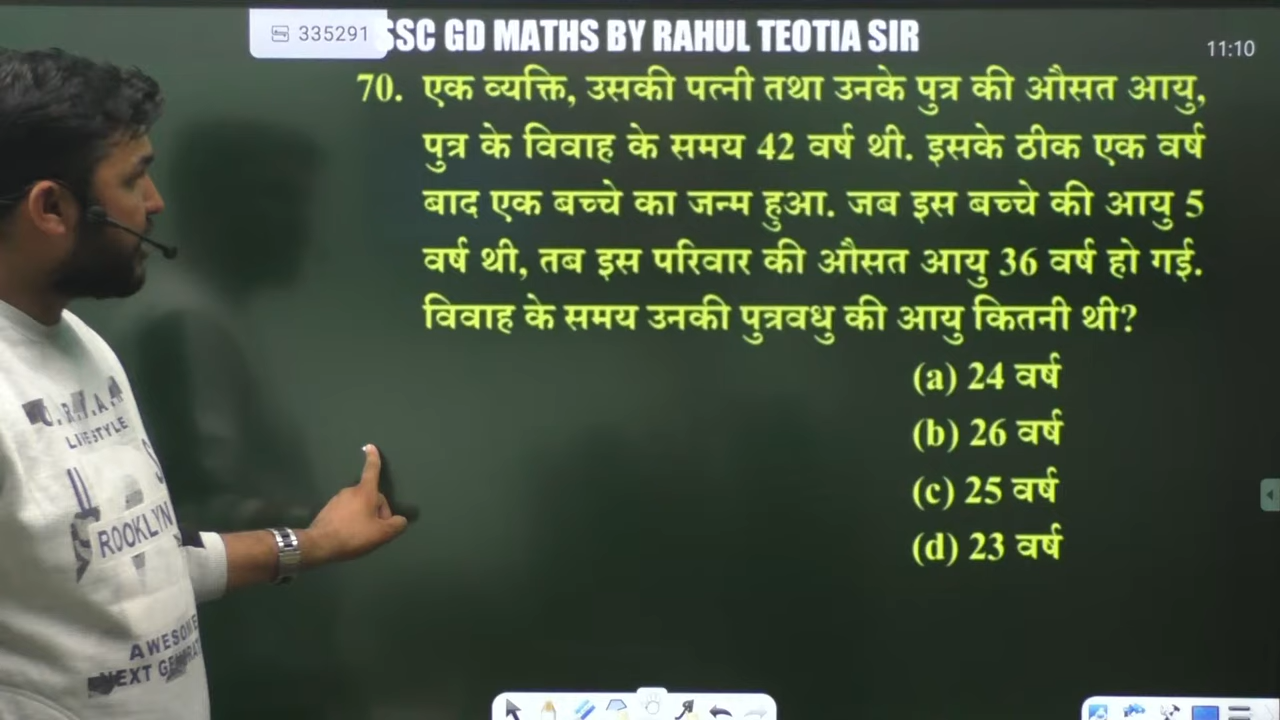 335291
SSC GD MATHS BY RAHUL TEOTIA SIR
11:10
70. एक व्यक्ति, उसकी पत्नी तथा उनके पुत्र की औसत आयु,
पुत्र के विवाह के समय 42 वर्ष थी. इसके ठीक एक वर्ष
बाद एक बच्चे का जन्म हुआ. जब इस बच्चे की आयु 5
वर्ष थी, तब इस परिवार की औसत आयु 36 वर्ष हो गई.
विवाह के समय उनकी पुत्रवधु की आयु कितनी थी?
(a) 24 वर्ष
(b) 26 वर्ष
(c) 25 वर्ष
(d) 23 वर्ष
LIFESTYLE
ROOKLYN
AWESOME